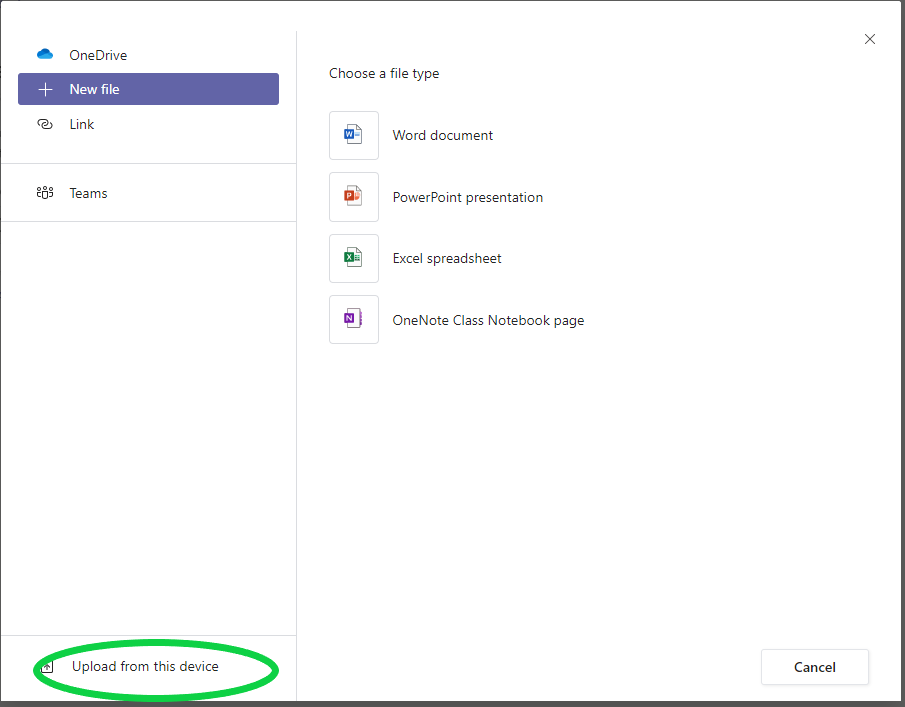 OneDrive
New file
Link
Teams
Upload from this device
Choose a file type
Word document
PowerPoint presentation
Excel spreadsheet
OneNote Class Notebook page
Cancel